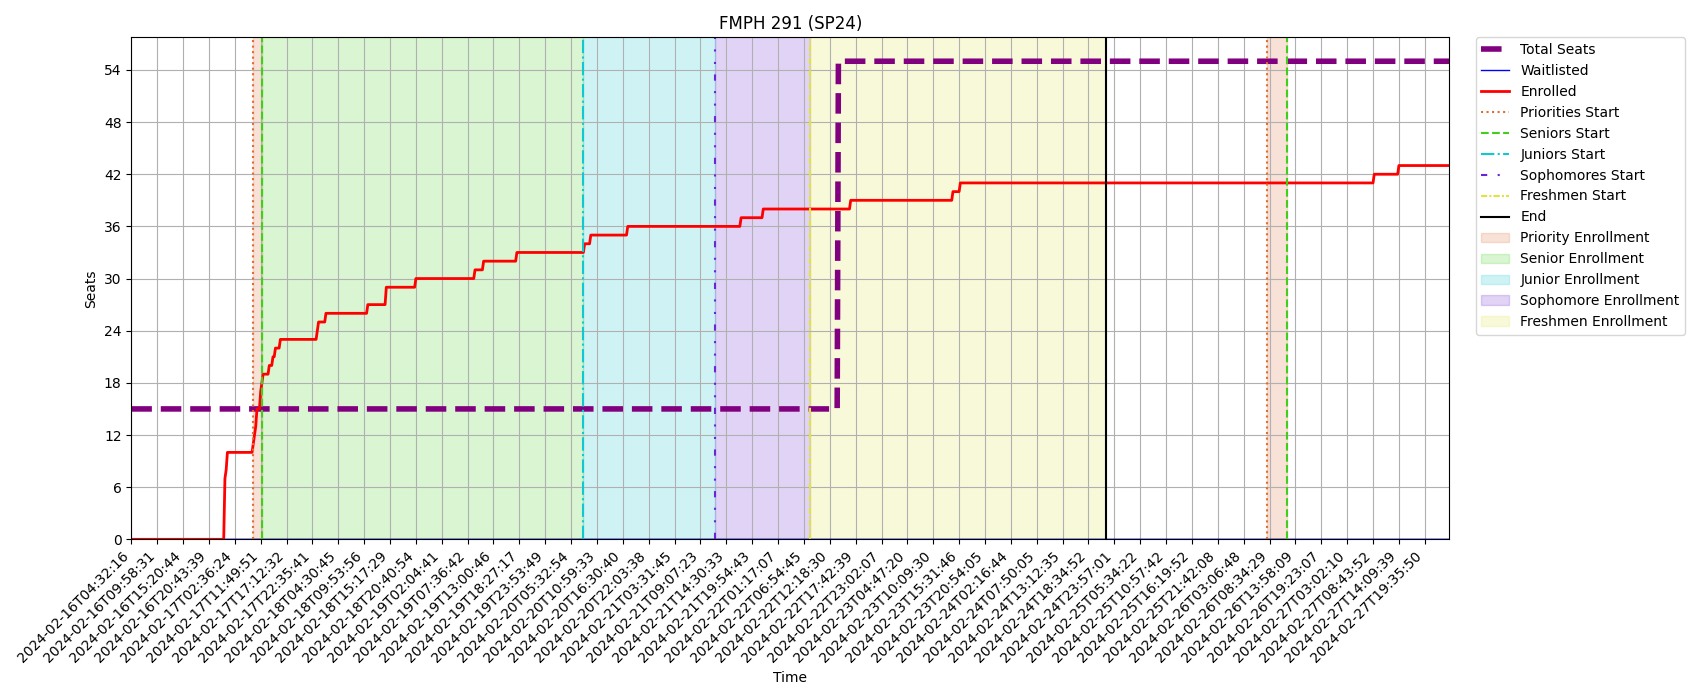 FMPH 291 (SP24)
Seats
54
48
42
36
30
24
18
12
6
0
2024-02-16T04:32:16
2024-02-16T09:58:31
2024-02-16T15:20:44
2024-02-16T20:43:39
2024-02-17T02:36:24
2024-02-17T11:49:51
2024-02-17T17:12:32
2024-02-17T22:35:41
2024-02-18T04:30:45
2024-02-18T09:53:56
2024-02-18T15:17:29
2024-02-18T20:40:54
2024-02-19T02:04:41
2024-02-19T07:36:42
2024-02-19T13:00:46
2024-02-19T18:27:17
2024-02-19T23:53:49
2024-02-20T05:32:54
2024-02-20T10:59:33
2024-02-20T16:30:40
2024-02-20T22:03:38
2024-02-21T03:31:45
2024-02-21T09:07:23
2024-02-21T14:30:33
2024-02-21T19:54:43
2024-02-22T01:17:07
2024-02-22T06:54:45
2024-02-22T12:18:30
2024-02-22T17:42:39
2024-02-22T23:02:07
2024-02-23T04:47:20
2024-02-23T10:09:30
2024-02-23T15:31:46
2024-02-23T20:54:05
2024-02-24T02:16:44
2024-02-24T07:50:05
2024-02-24T13:12:35
2024-02-24T18:34:52
2024-02-24T23:57:01
2024-02-25T05:34:22
2024-02-25T10:57:42
2024-02-25T16:19:52
2024-02-25T21:42:08
2024-02-26T03:06:48
2024-02-26T08:34:29
2024-02-26T13:58:09
2024-02-26T19:23:07
2024-02-27T03:02:10
2024-02-27T08:43:52
2024-02-27T14:09:39
2024-02-27T19:35:50
Time
Total Seats
Waitlisted
Enrolled
Priorities Start
Seniors Start
Juniors Start
Sophomores Start
Freshmen Start
End
Priority Enrollment
Senior Enrollment
Junior Enrollment
Sophomore Enrollment
Freshmen Enrollment